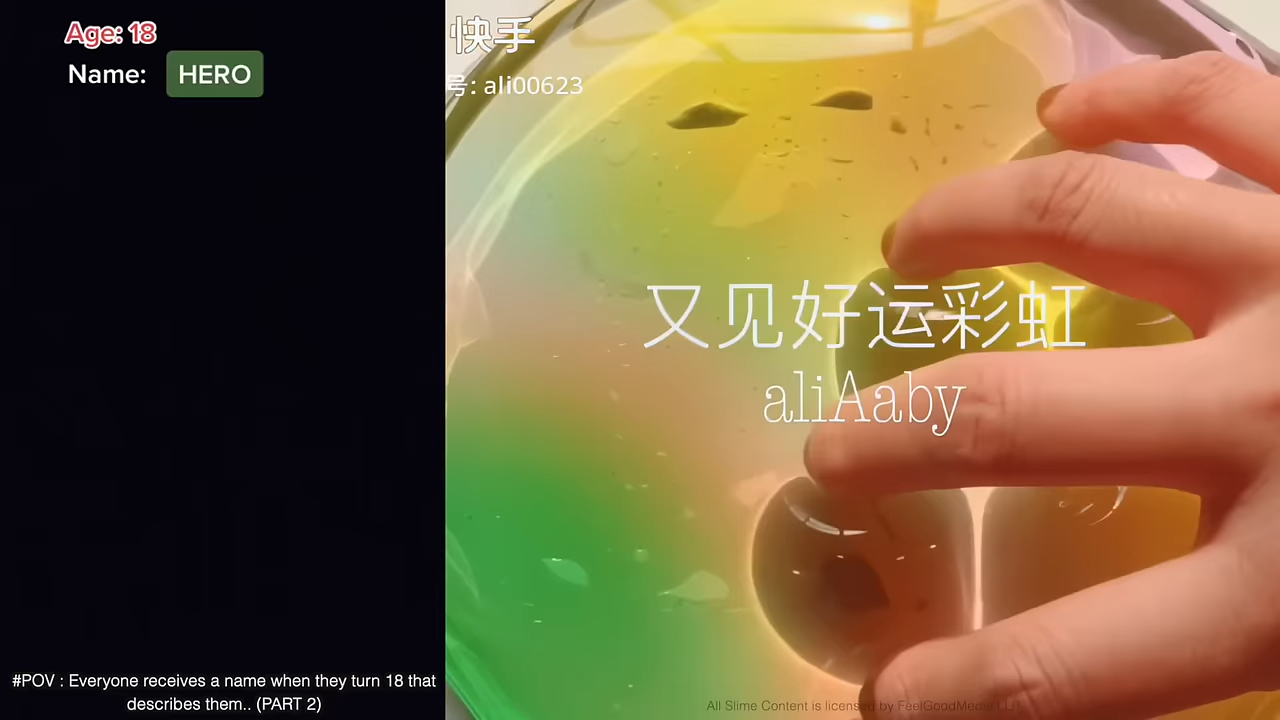 Age: 18
Name: HERO
#POV : Everyone receives a name when they turn 18 that
describes them.. (PART 2)
快手
号: ali00623
又见好运彩虹
aliAaby
All Slime Content is licensed by FeelGoodMedia LLC